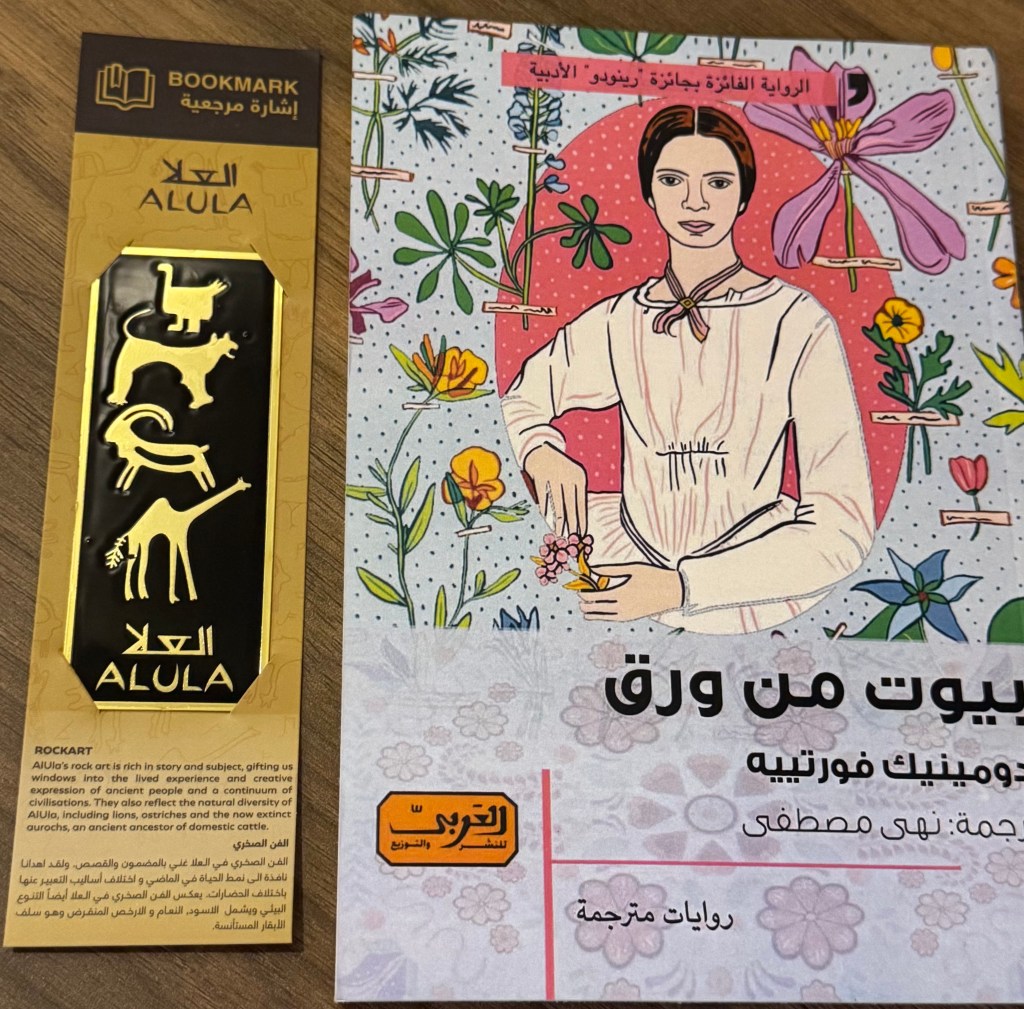 BOOKMARK
إشارة مرجعية
العلا
ALULA
العلا
ALULA
ROCKART
AlUla's rock art is rich in story and subject, gifting us
windows into the lived experience and creative
expression of ancient people and a continuum of
civilisations. They also reflect the natural diversity of
AlUla, including lions, ostriches and the now extinct
aurochs, an ancient ancestor of domestic cattle.
الفن الصخري
الفن الصخري في العلا غني بالمضمون والقصص. ولقد اهدانا
نافذة الى نمط الحياة في الماضي و اختلاف أساليب التعبير عنها
باختلاف الحضارات. يعكس الفن الصخري في العلا أيضاً التنوع
البيئي ويشمل الاسود، النعام و الارخص المنقرض وهو سلف
الأبقار المستأنسة.
الرواية الفائزة بجائزة "رينودو" الأدبية
بيوت من ورق
دومينيك فورتييه
ترجمة: نهى مصطفى
العربي
للنشر والتوزيع
روايات مترجمة